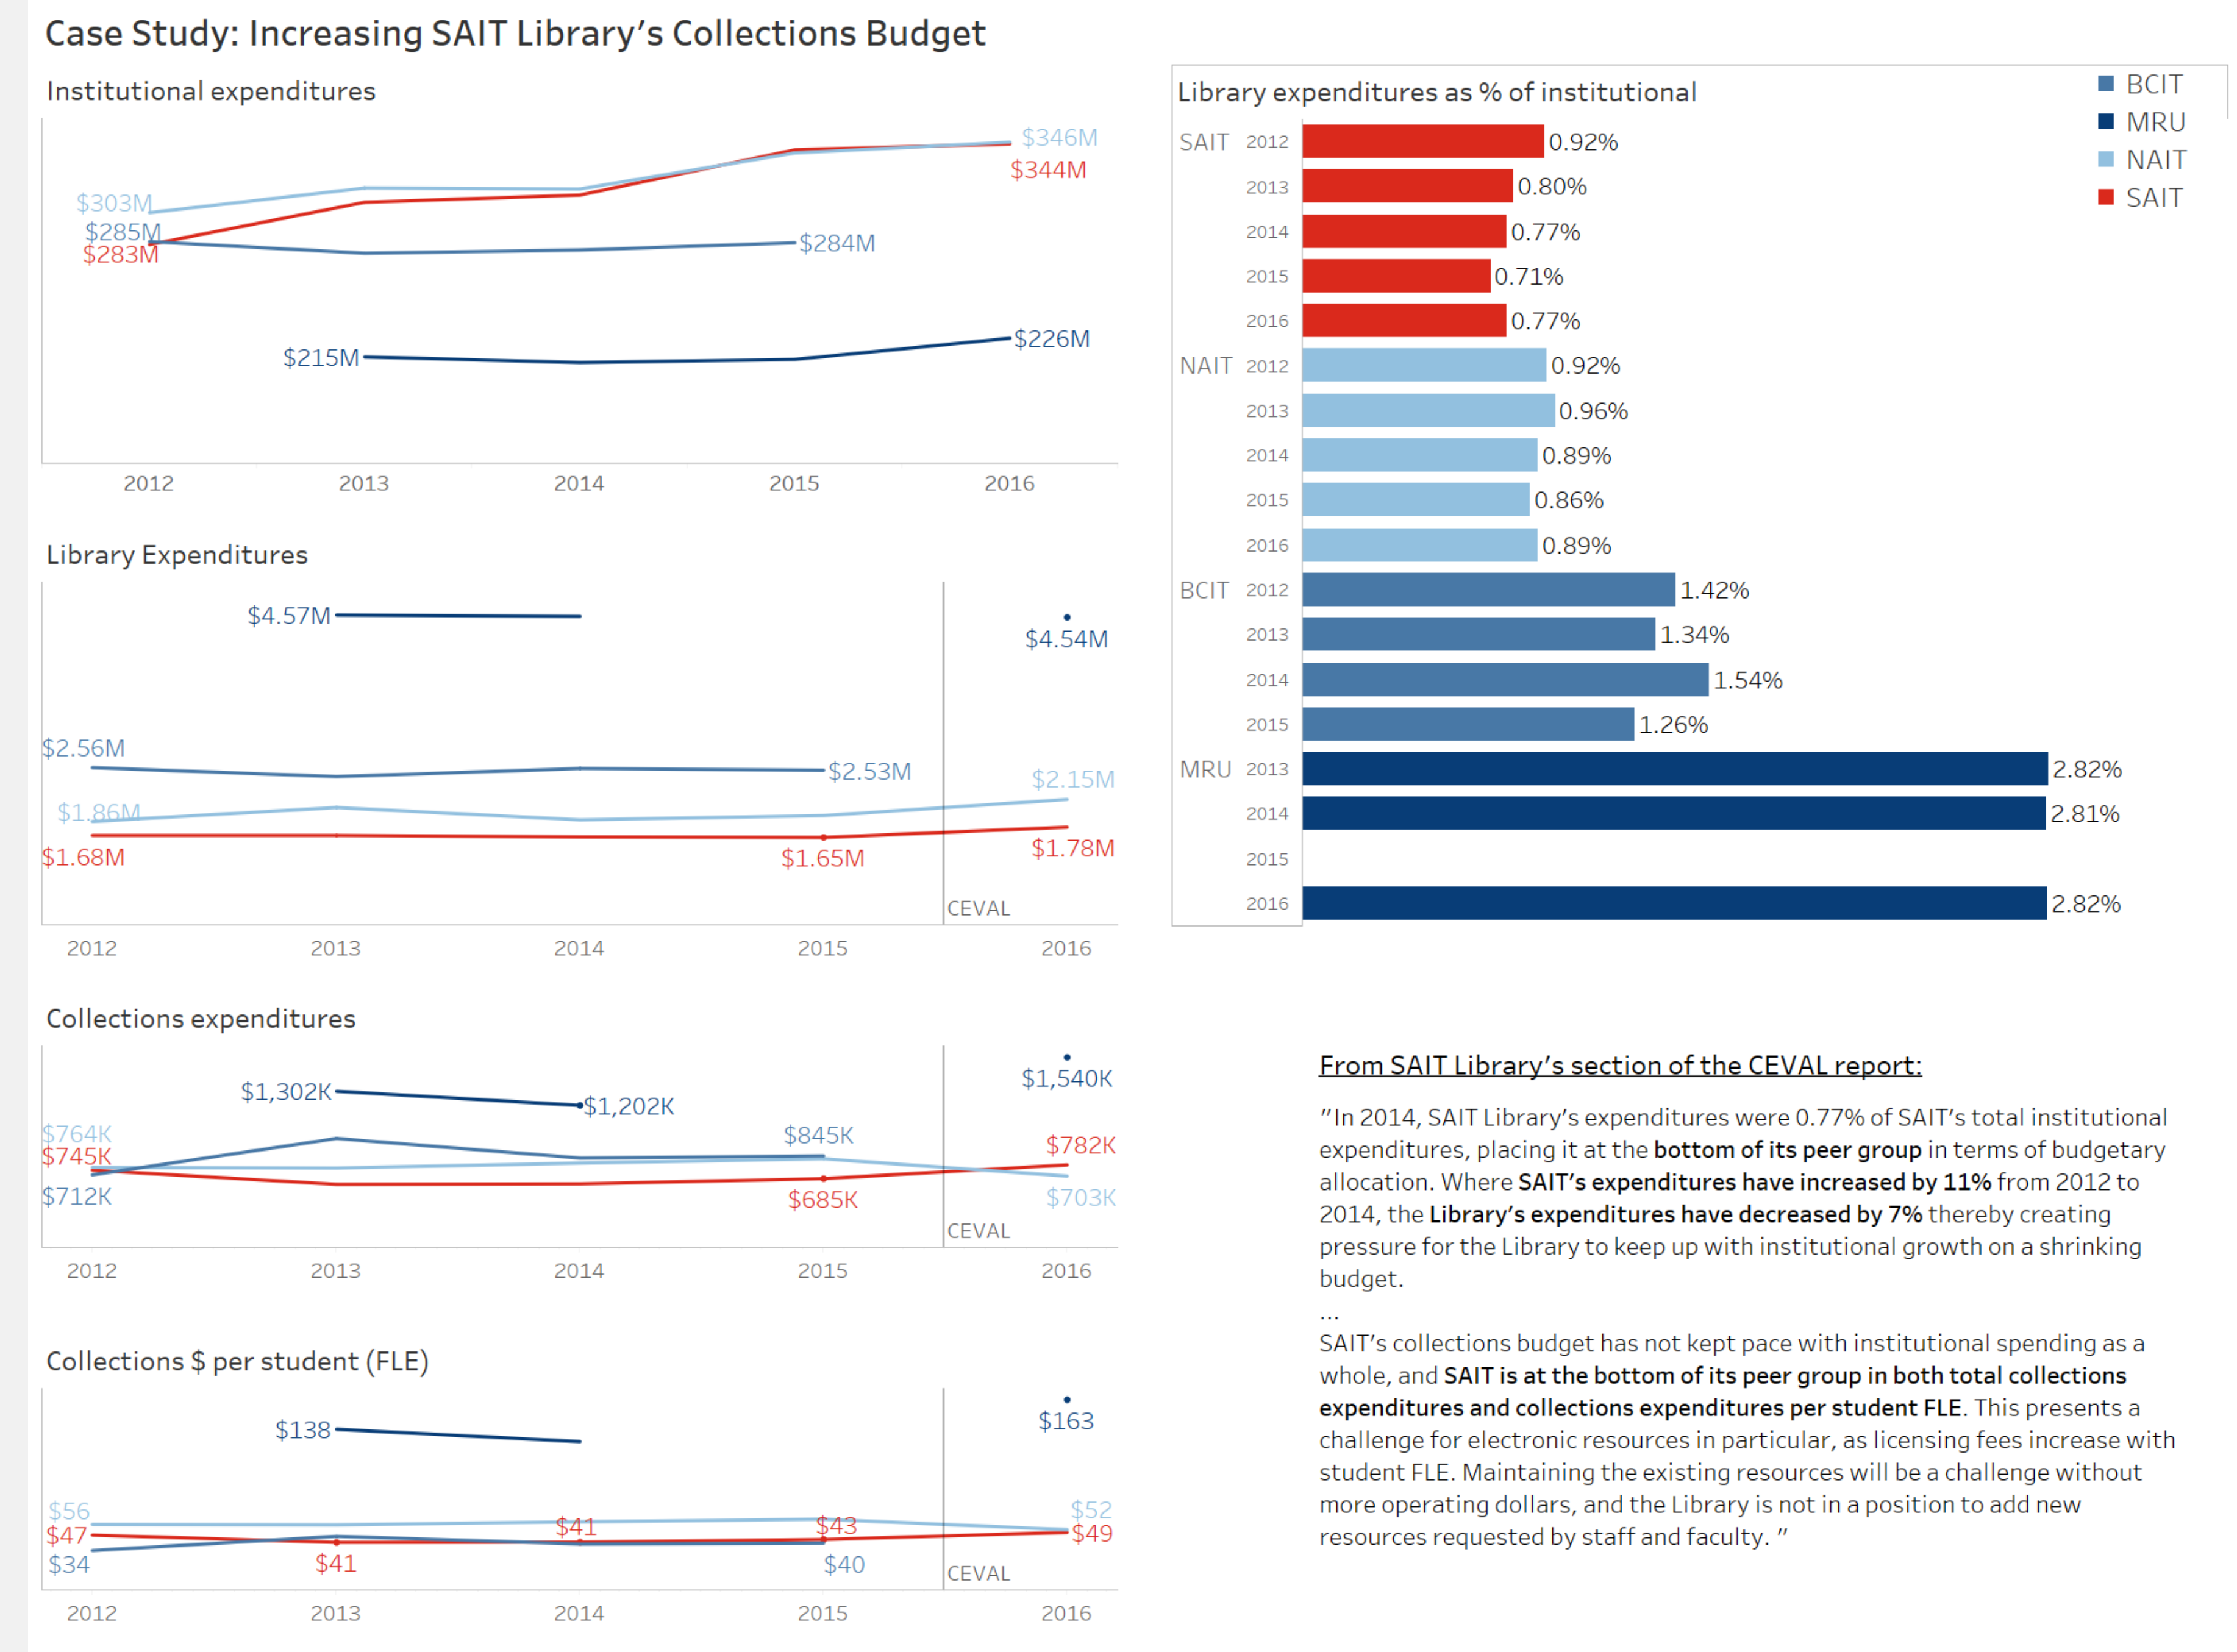 Case Study: Increasing SAIT Library's Collections Budget
Institutional expenditures
$346M
$344M
$303M
$285M
$283M
$284M
$215M
$226M
2012 2013 2014 2015 2016
Library Expenditures
$4.57M
$4.54M
$2.56M
$2.53M
$2.15M
$1.86M
$1.68M
$1.65M
$1.78M
CEVAL
2012 2013 2014 2015 2016
Collections expenditures
$1,302K
$1,202K
$1,540K
$764K
$745K
$712K
$845K
$685K
$782K
$703K
CEVAL
2012 2013 2014 2015 2016
Collections $ per student (FLE)
$138
$163
$56
$47
$34
$41
$41
$43
$40
$52
$49
CEVAL
2012 2013 2014 2015 2016
Library expenditures as % of institutional
BCIT
MRU
NAIT
SAIT
SAIT 2012 0.92%
2013 0.80%
2014 0.77%
2015 0.71%
2016 0.77%
NAIT 2012 0.92%
2013 0.96%
2014 0.89%
2015 0.86%
2016 0.89%
BCIT 2012 1.42%
2013 1.34%
2014 1.54%
2015 1.26%
MRU 2013 2.82%
2014 2.81%
2015
2016 2.82%
From SAIT Library's section of the CEVAL report:
"In 2014, SAIT Library's expenditures were 0.77% of SAIT's total institutional
expenditures, placing it at the bottom of its peer group in terms of budgetary
allocation. Where SAIT's expenditures have increased by 11% from 2012 to
2014, the Library's expenditures have decreased by 7% thereby creating
pressure for the Library to keep up with institutional growth on a shrinking
budget.
...
SAIT's collections budget has not kept pace with institutional spending as a
whole, and SAIT is at the bottom of its peer group in both total collections
expenditures and collections expenditures per student FLE. This presents a
challenge for electronic resources in particular, as licensing fees increase with
student FLE. Maintaining the existing resources will be a challenge without
more operating dollars, and the Library is not in a position to add new
resources requested by staff and faculty. "